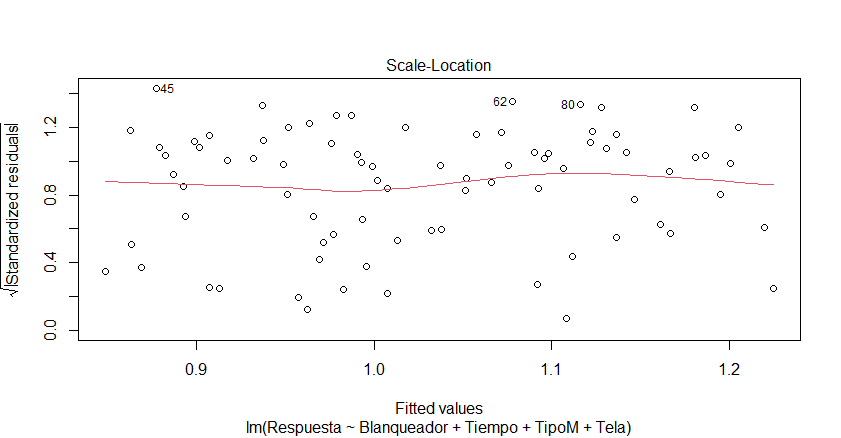 Scale-Location
√|Standardized residuals|
0.0 0.4 0.8 1.2
45
62
80
0.9 1.0 1.1 1.2
Fitted values
lm(Respuesta ~ Blanqueador + Tiempo + TipoM + Tela)